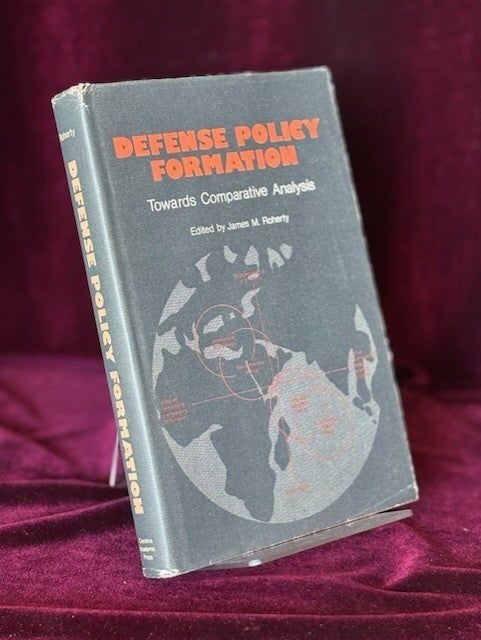 DEFENSE POLICY
FORMATION
Towards Comparative Analysis
Edited by James M. Roherty
Roherty
DEFENSE POLICY FORMATION
Carolina
Academic
Press